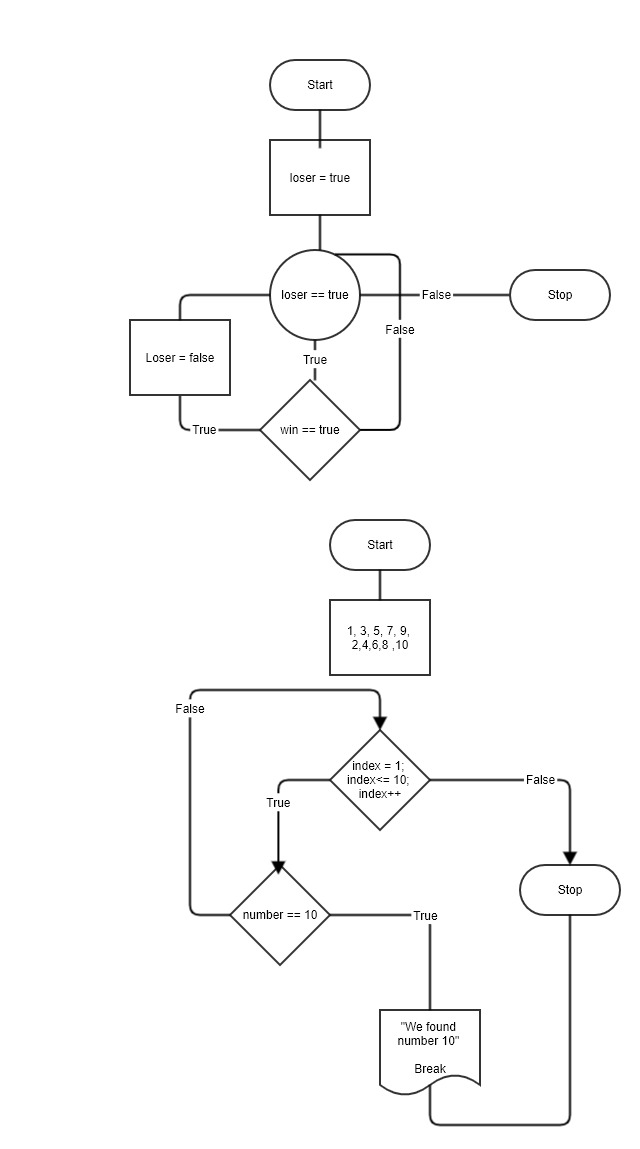 Start
loser = true
loser == true
False
Stop
False
True
Loser = false
True
win == true
Start
1, 3, 5, 7, 9,
2,4,6,8 ,10
False
index = 1;
index<= 10;
index++
False
True
Stop
number == 10
True
"We found
number 10"
Break